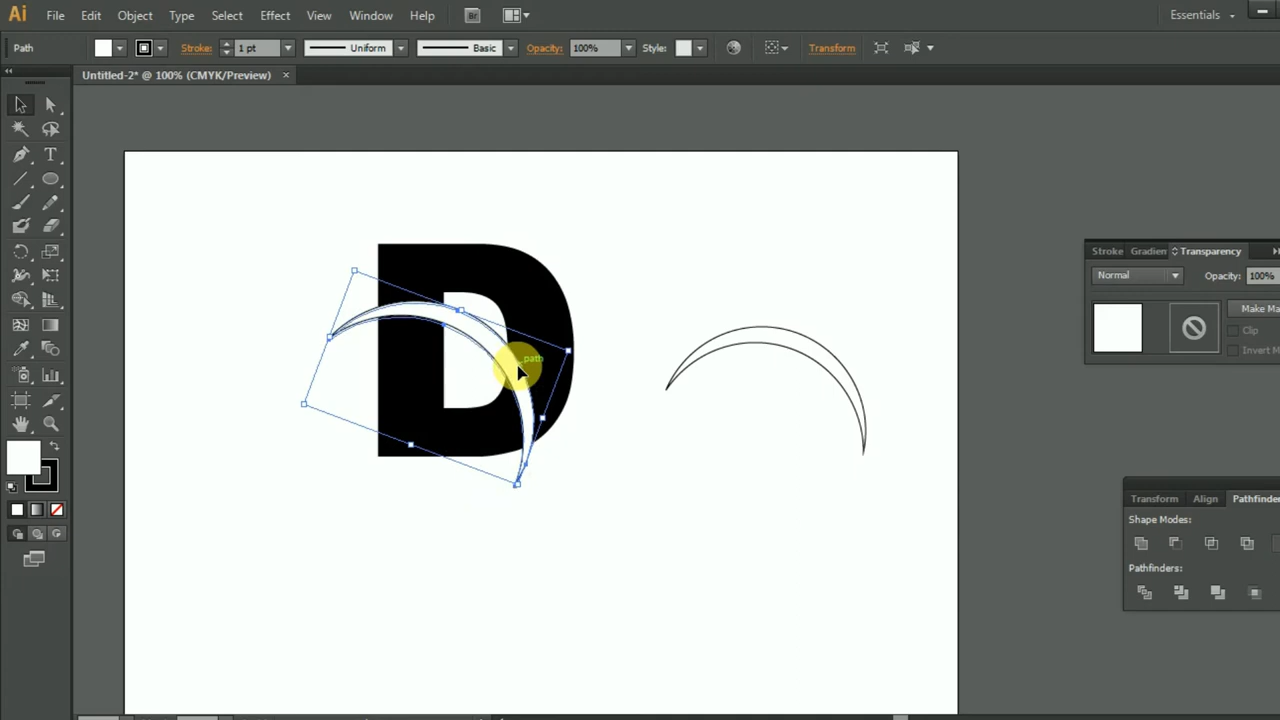 Ai File Edit Object Type Select Effect View Window Help Br Essentials
Path Stroke: 1 pt Uniform Basic Opacity: 100% Style: Transform
Untitled-2* @ 100% (CMYK/Preview)
T
D
path
Stroke Gradien Transparency
Normal Opacity: 100%
Make Ma
Clip
Invert M
Transform Align Pathfinder
Shape Modes:
Pathfinders: